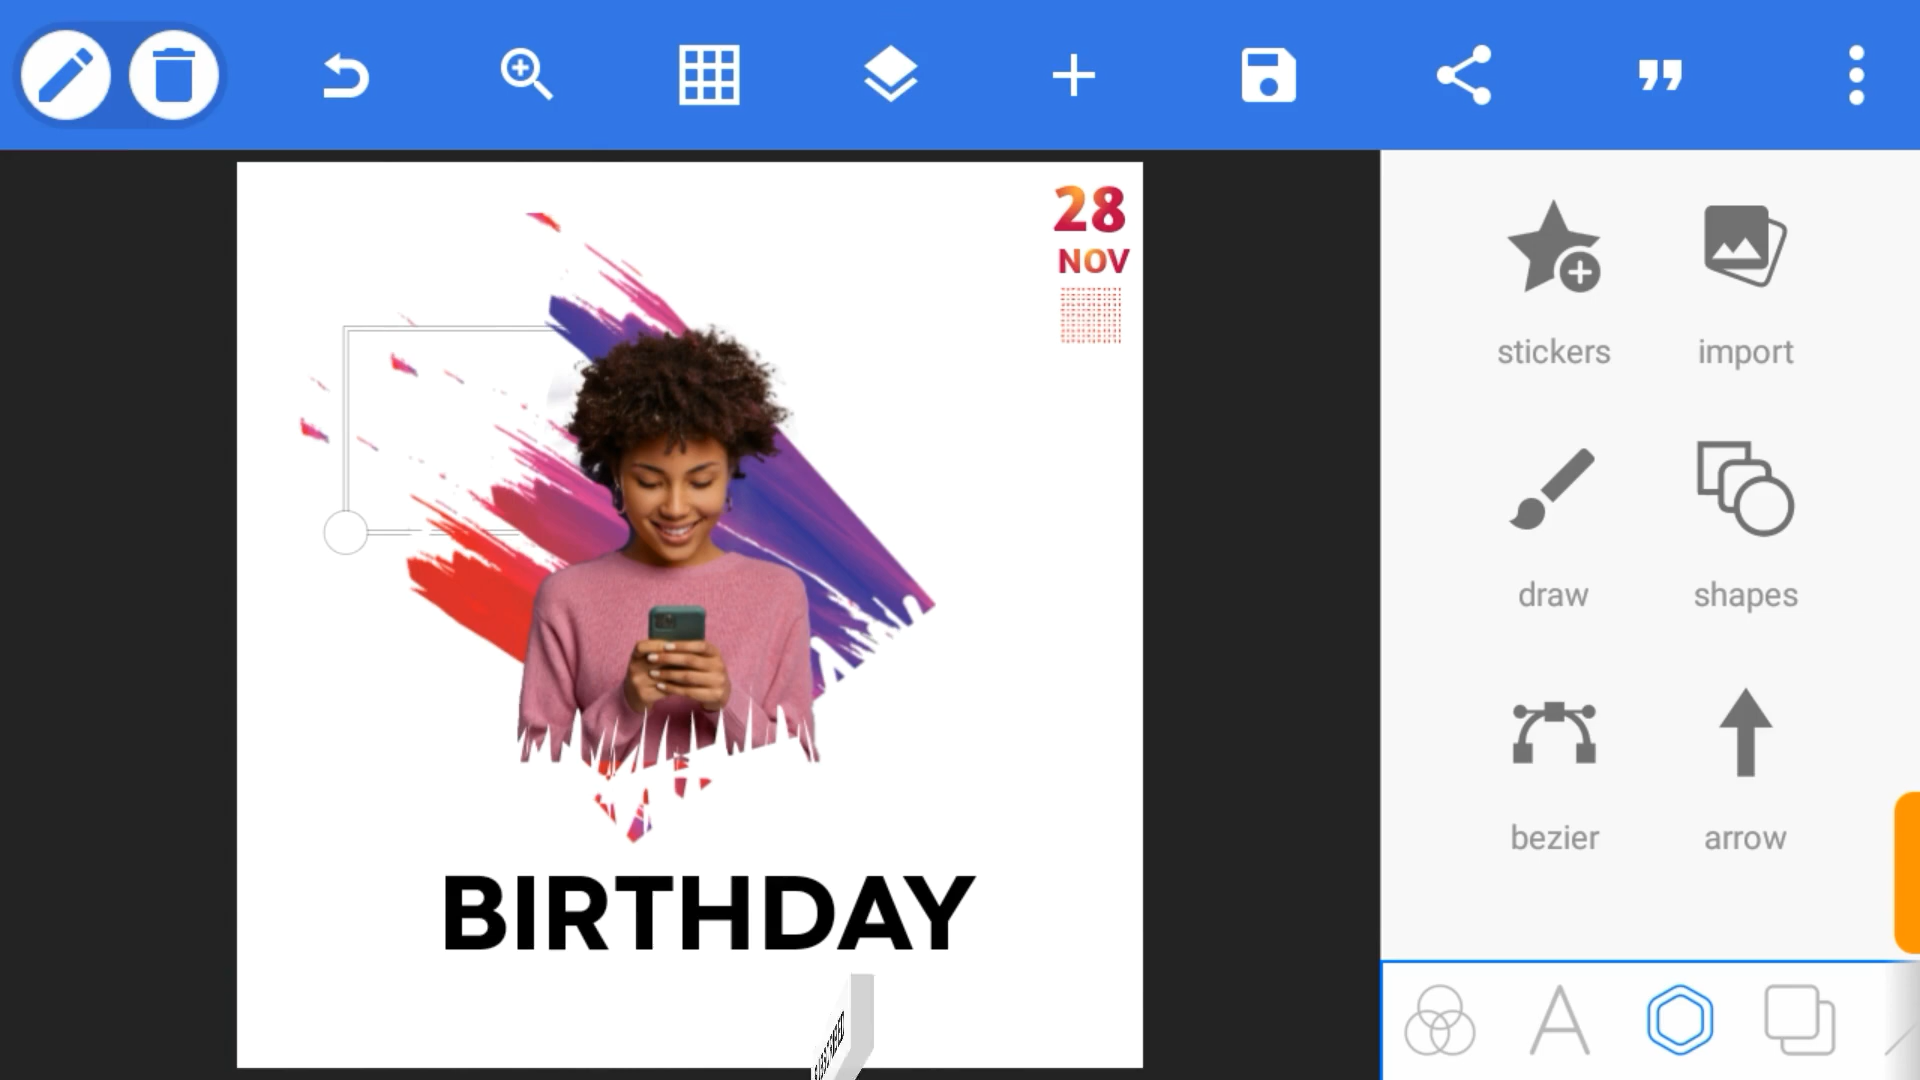 28
NOV
stickers
import
draw
shapes
bezier
arrow
BIRTHDAY